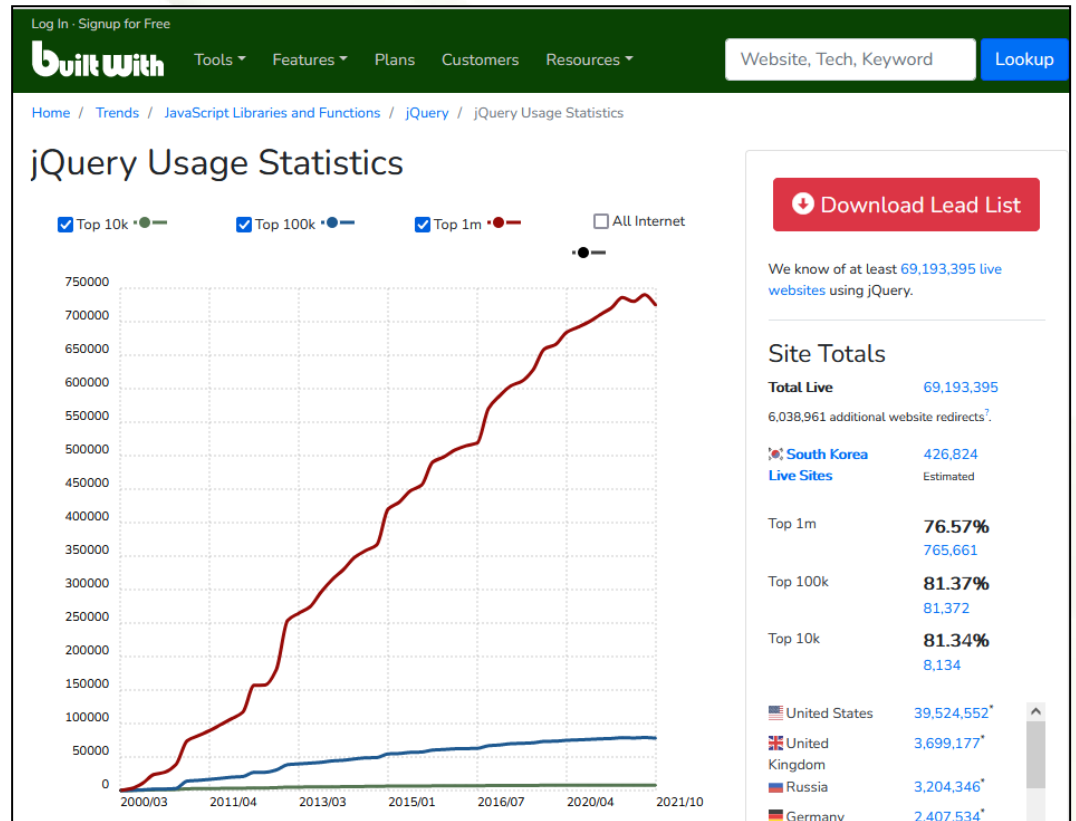 Log In · Signup for Free
built With
Tools
Features
Plans
Customers
Resources
Website, Tech, Keyword
Lookup
Home / Trends / JavaScript Libraries and Functions / jQuery / jQuery Usage Statistics
jQuery Usage Statistics
Top 10k
Top 100k
Top 1m
All Internet
750000
700000
650000
600000
550000
500000
450000
400000
350000
300000
250000
200000
150000
100000
50000
0
2000/03
2011/04
2013/03
2015/01
2016/07
2020/04
2021/10
Download Lead List
We know of at least 69,193,395 live
websites using jQuery.
Site Totals
Total Live 69,193,395
6,038,961 additional website redirects?.
South Korea 426,824
Live Sites Estimated
Top 1m 76.57%
765,661
Top 100k 81.37%
81,372
Top 10k 81.34%
8,134
United States 39,524,552*
United 3,699,177*
Kingdom
Russia 3,204,346*
Germany 2,407,534*